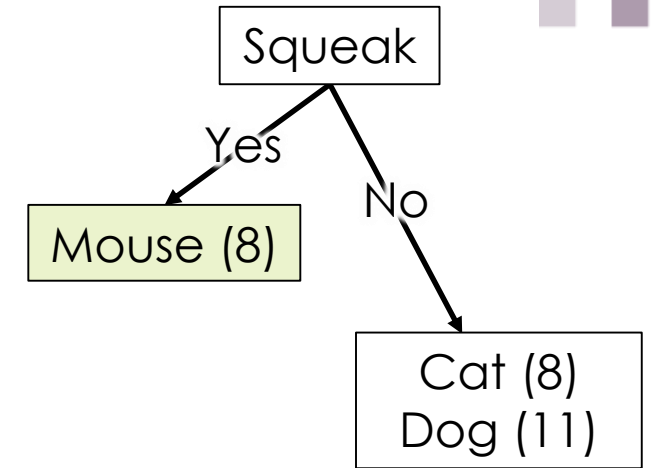 Squeak
Yes
No
Mouse (8)
Cat (8)
Dog (11)